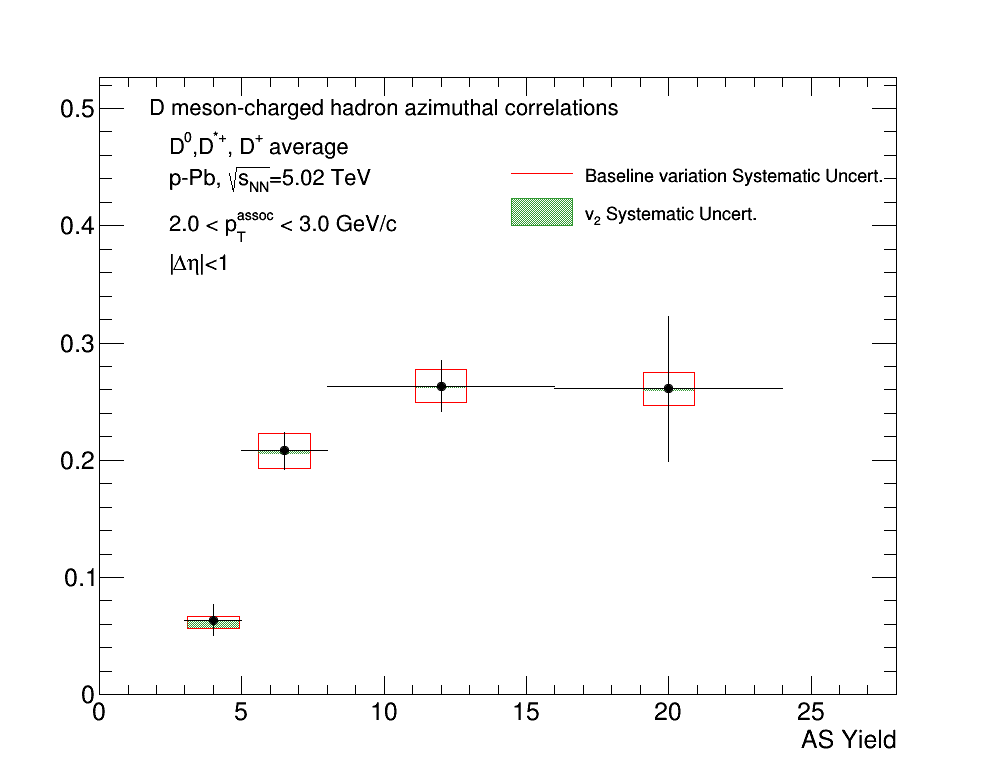 D meson-charged hadron azimuthal correlations
D⁰,D*⁺, D⁺ average
p-Pb, √sNN=5.02 TeV
2.0 < pTassoc < 3.0 GeV/c
|Δη|<1
Baseline variation Systematic Uncert.
v₂ Systematic Uncert.
0.5
0.4
0.3
0.2
0.1
0
0 5 10 15 20 25
AS Yield